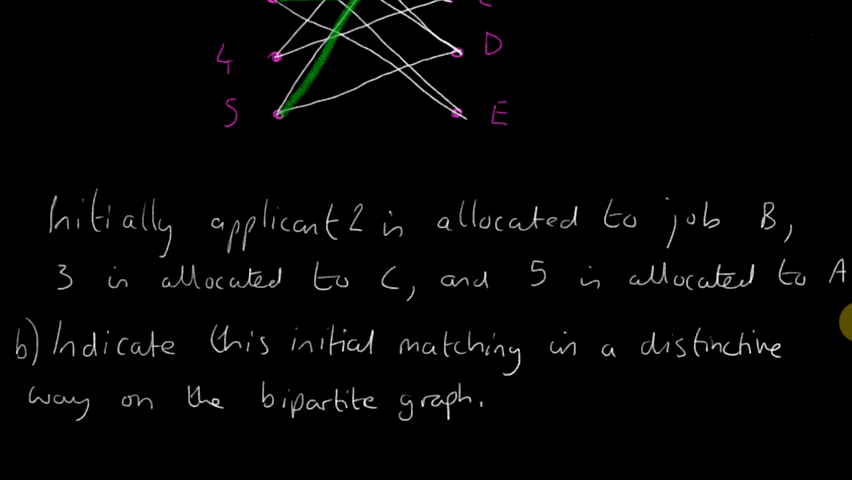 C
4
D
5
E
Initially applicant 2 is allocated to job B,
3 is allocated to C, and 5 is allocated to A
b) Indicate this initial matching in a distinctive
way on the bipartite graph.